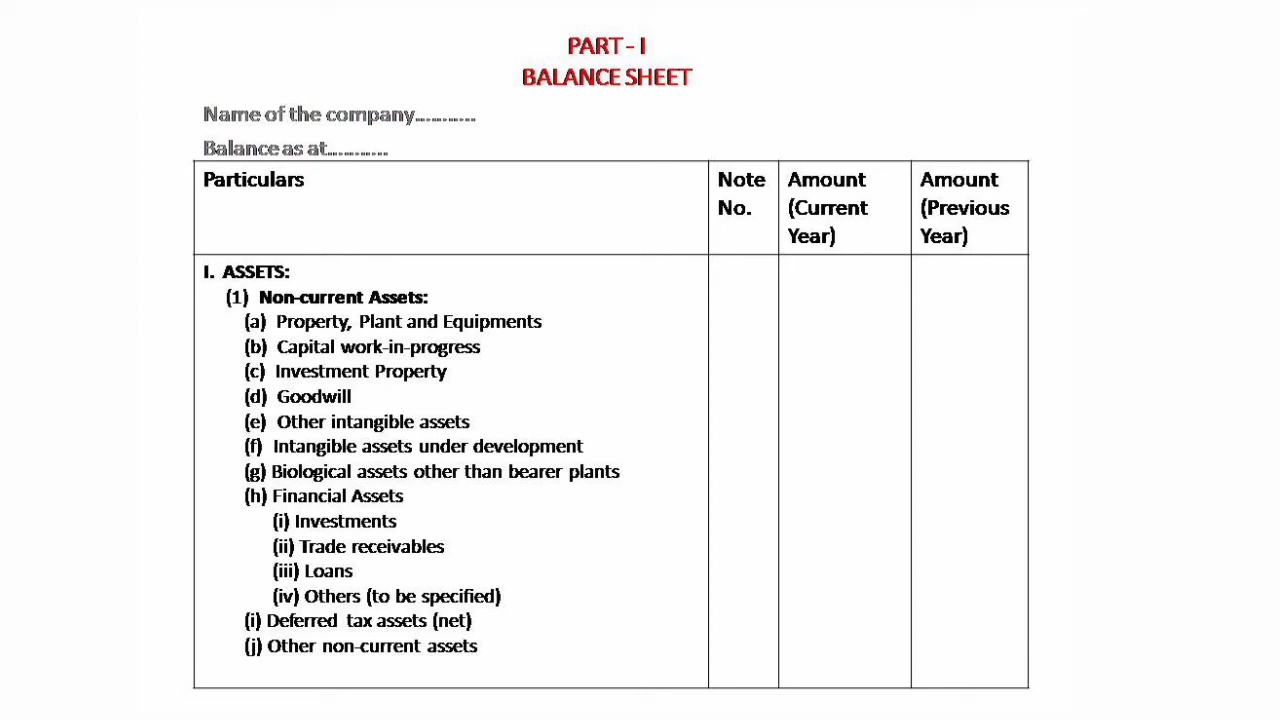 PART - I
BALANCE SHEET
Name of the company...........
Balance as at...........
Particulars
Note No.
Amount (Current Year)
Amount (Previous Year)
I. ASSETS:
(1) Non-current Assets:
(a) Property, Plant and Equipments
(b) Capital work-in-progress
(c) Investment Property
(d) Goodwill
(e) Other intangible assets
(f) Intangible assets under development
(g) Biological assets other than bearer plants
(h) Financial Assets
(i) Investments
(ii) Trade receivables
(iii) Loans
(iv) Others (to be specified)
(i) Deferred tax assets (net)
(j) Other non-current assets